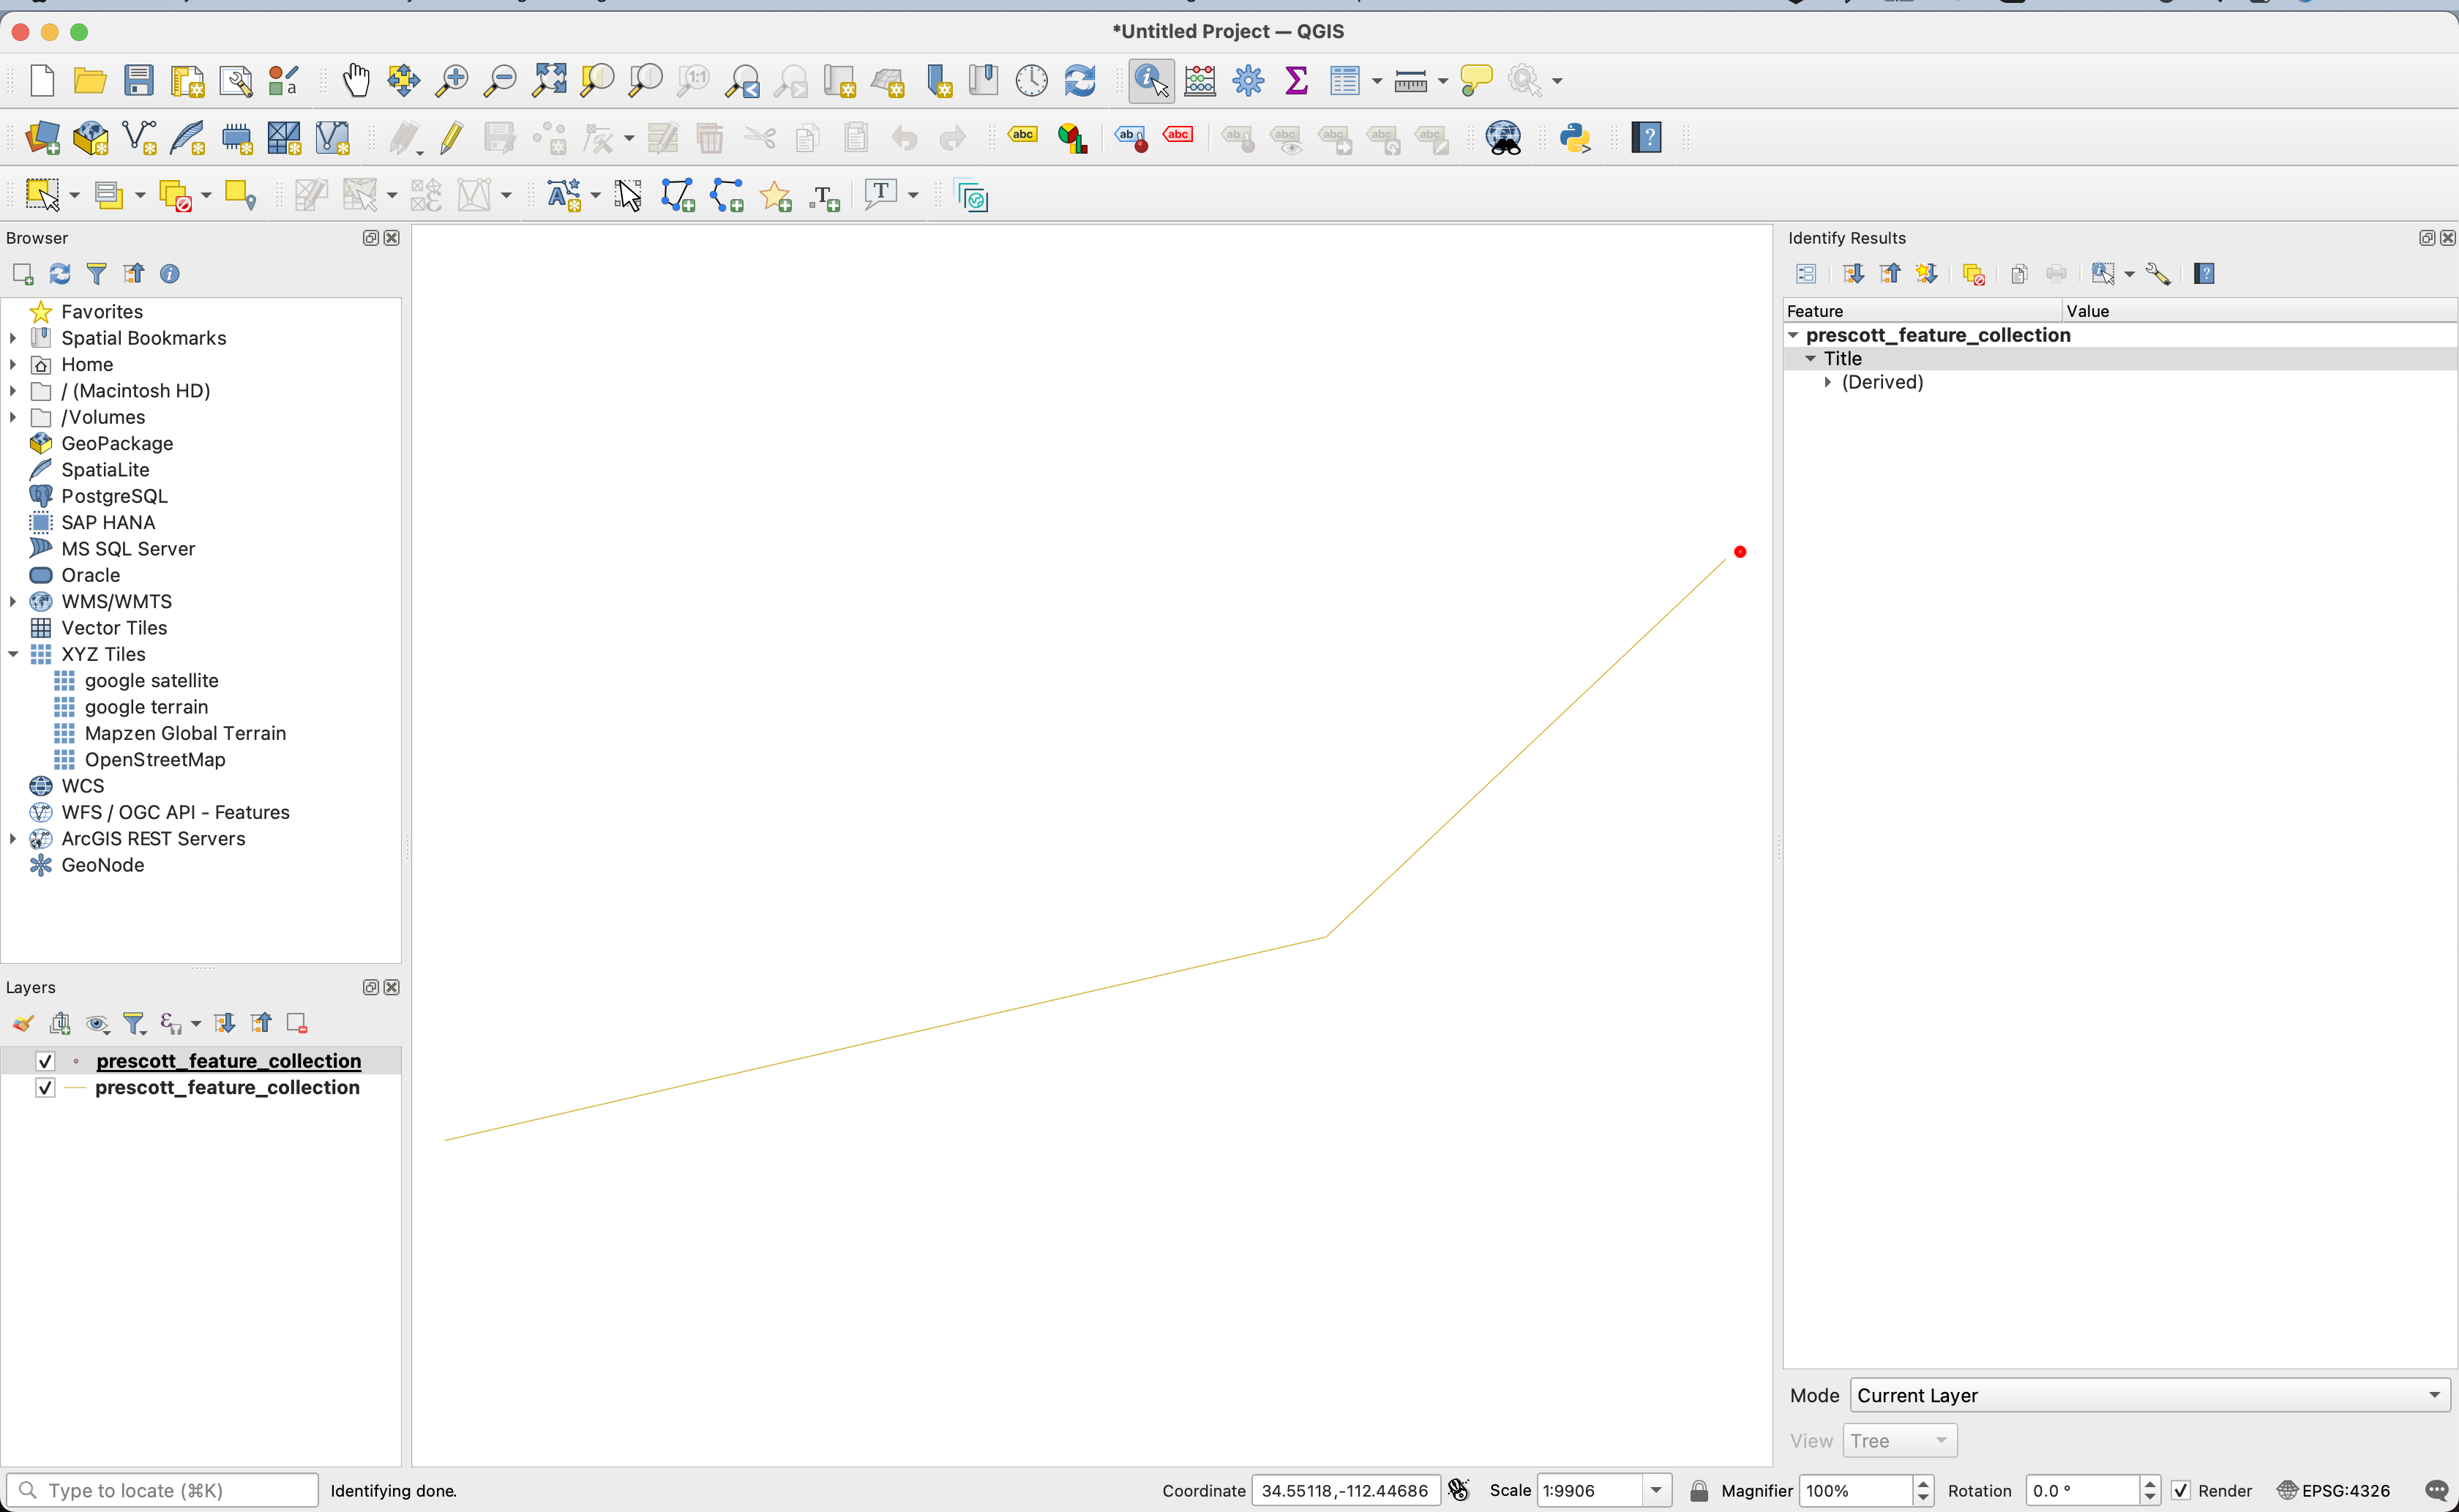 *Untitled Project — QGIS
Browser
Favorites
Spatial Bookmarks
Home
/ (Macintosh HD)
/Volumes
GeoPackage
SpatiaLite
PostgreSQL
SAP HANA
MS SQL Server
Oracle
WMS/WMTS
Vector Tiles
XYZ Tiles
google satellite
google terrain
Mapzen Global Terrain
OpenStreetMap
WCS
WFS / OGC API - Features
ArcGIS REST Servers
GeoNode
Layers
prescott_feature_collection
prescott_feature_collection
Identify Results
Feature Value
prescott_feature_collection
Title
(Derived)
Mode Current Layer
View Tree
Type to locate (⌘K) Identifying done. Coordinate 34.55118,-112.44686 Scale 1:9906 Magnifier 100% Rotation 0.0 ° Render EPSG:4326